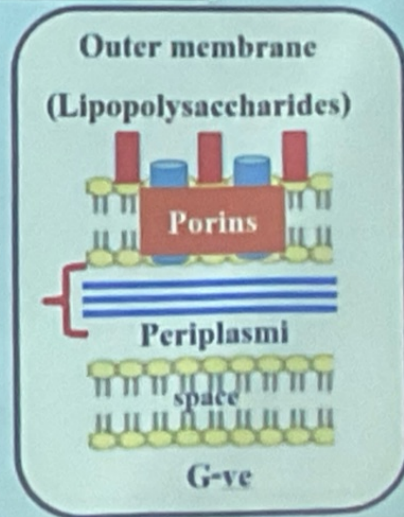 Outer membrane
(Lipopolysaccharides)
Porins
Periplasmi
space
G-ve